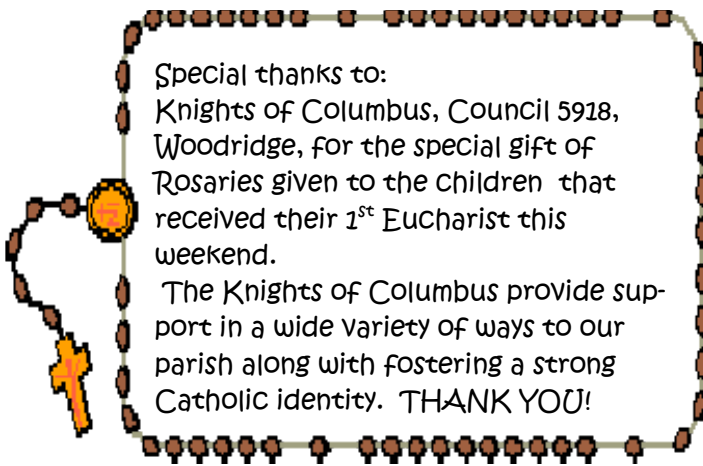 Special thanks to:
Knights of Columbus, Council 5918,
Woodridge, for the special gift of
Rosaries given to the children that
received their 1st Eucharist this
weekend.
The Knights of Columbus provide sup-
port in a wide variety of ways to our
parish along with fostering a strong
Catholic identity. THANK YOU!